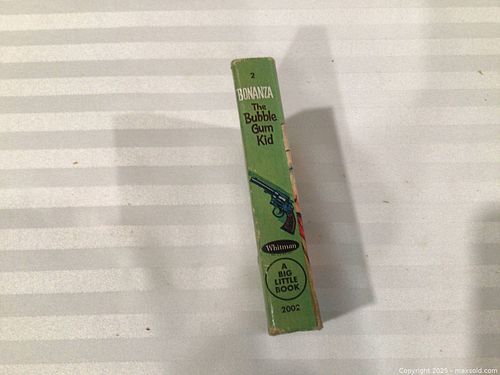 2
BONANZA
The
Bubble
Gum
Kid
Whitman
A
BIG
LITTLE
BOOK
2002
Copyright 2025 - maxsold.com